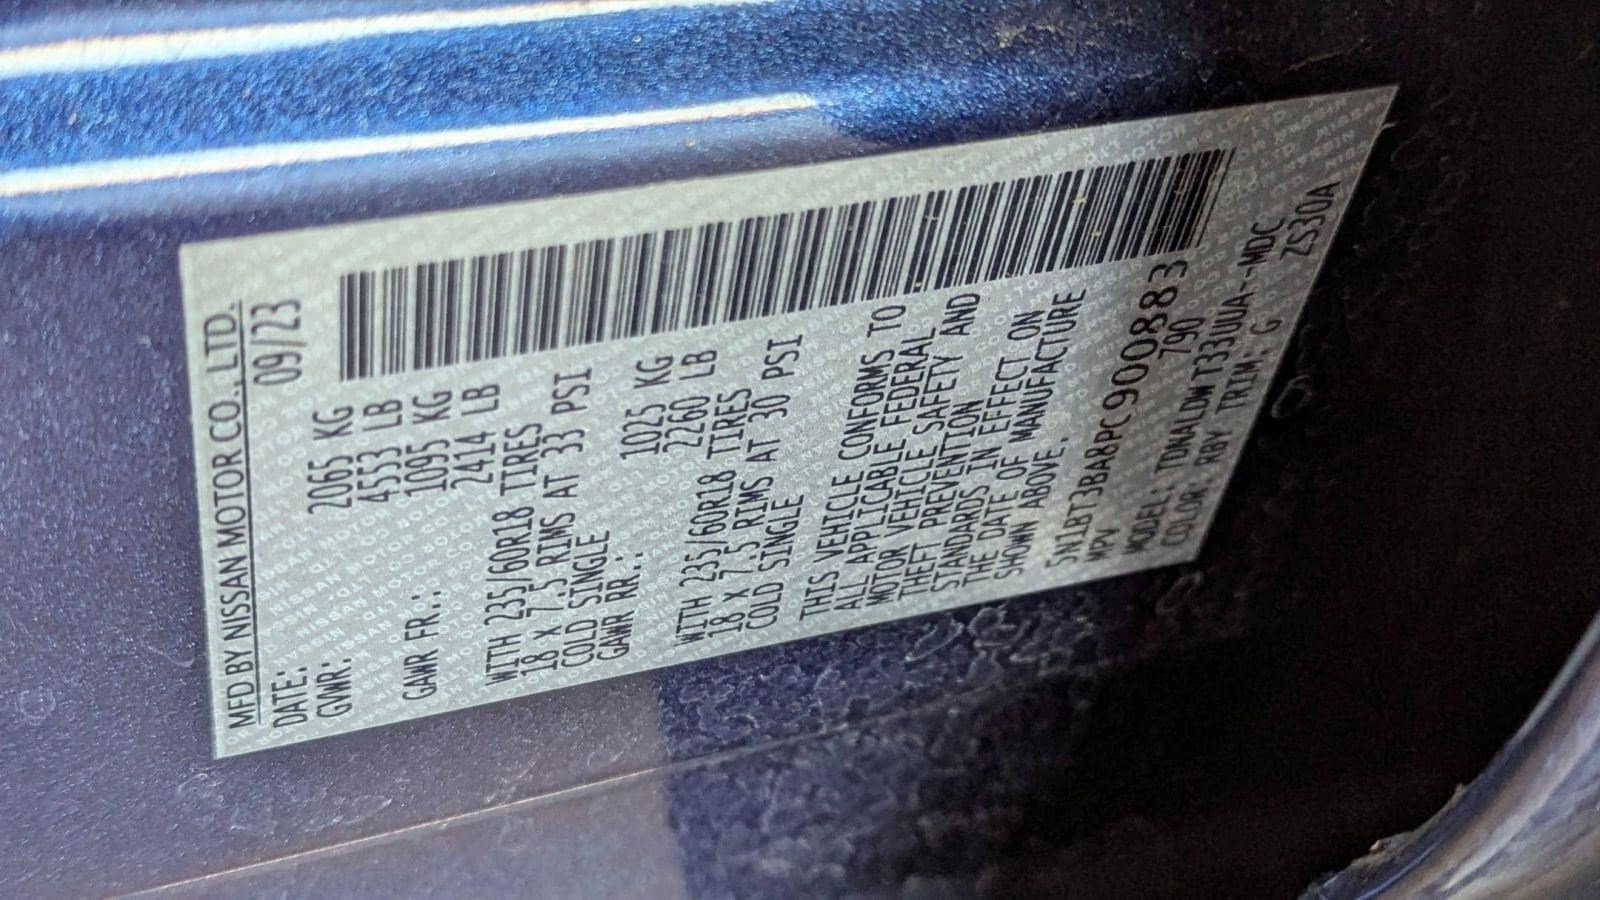 MFD BY NISSAN MOTOR CO., LTD.
DATE: 09/23
GVWR: 2065 KG
4553 LB
GAWR FR.: 1095 KG
2414 LB
WITH 235/60R18 TIRES
18 X 7.5 RIMS AT 33 PSI
COLD SINGLE
GAWR RR.: 1025 KG
2260 LB
WITH 235/60R18 TIRES
18 X 7.5 RIMS AT 30 PSI
COLD SINGLE
THIS VEHICLE CONFORMS TO
ALL APPLICABLE FEDERAL
MOTOR VEHICLE SAFETY AND
THEFT PREVENTION
STANDARDS IN EFFECT ON
THE DATE OF MANUFACTURE
SHOWN ABOVE.
5N1BT3BA8PC900883
MPV 790
MODEL: TDNALDW T33UUA--MDC
COLOR: RBY TRIM: G ZS30A